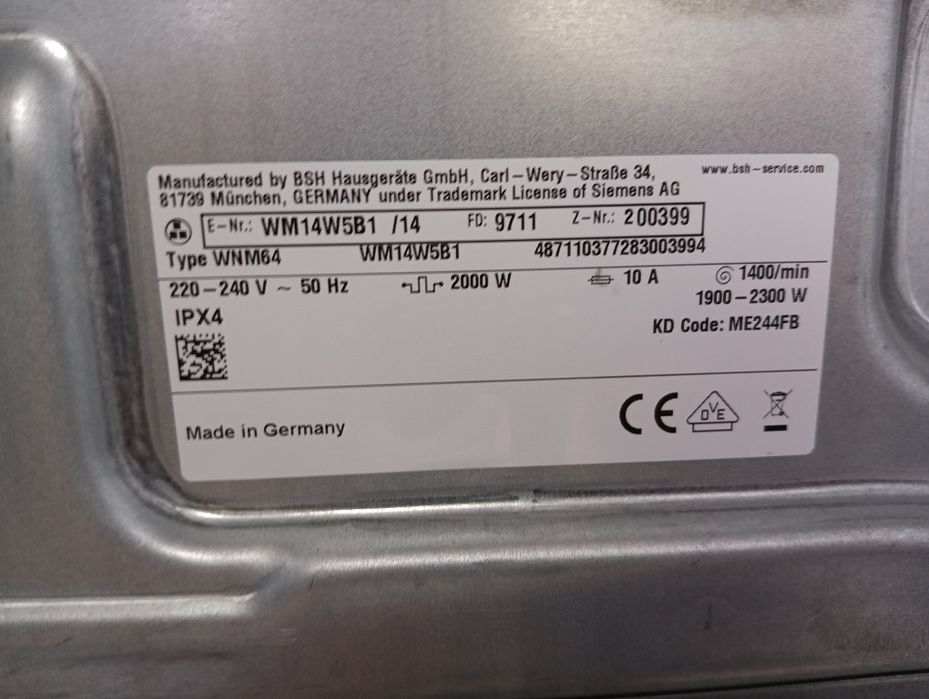 Manufactured by BSH Hausgeräte GmbH, Carl-Wery-Straße 34, www.bsh-service.com
81739 München, GERMANY under Trademark License of Siemens AG
E-Nr.: WM14W5B1 /14 FD: 9711 Z-Nr.: 200399
Type WNM64 WM14W5B1 487110377283003994
220-240 V ~ 50 Hz 2000 W 10 A 1400/min
1900-2300 W
IPX4 KD Code: ME244FB
Made in Germany CE DVE